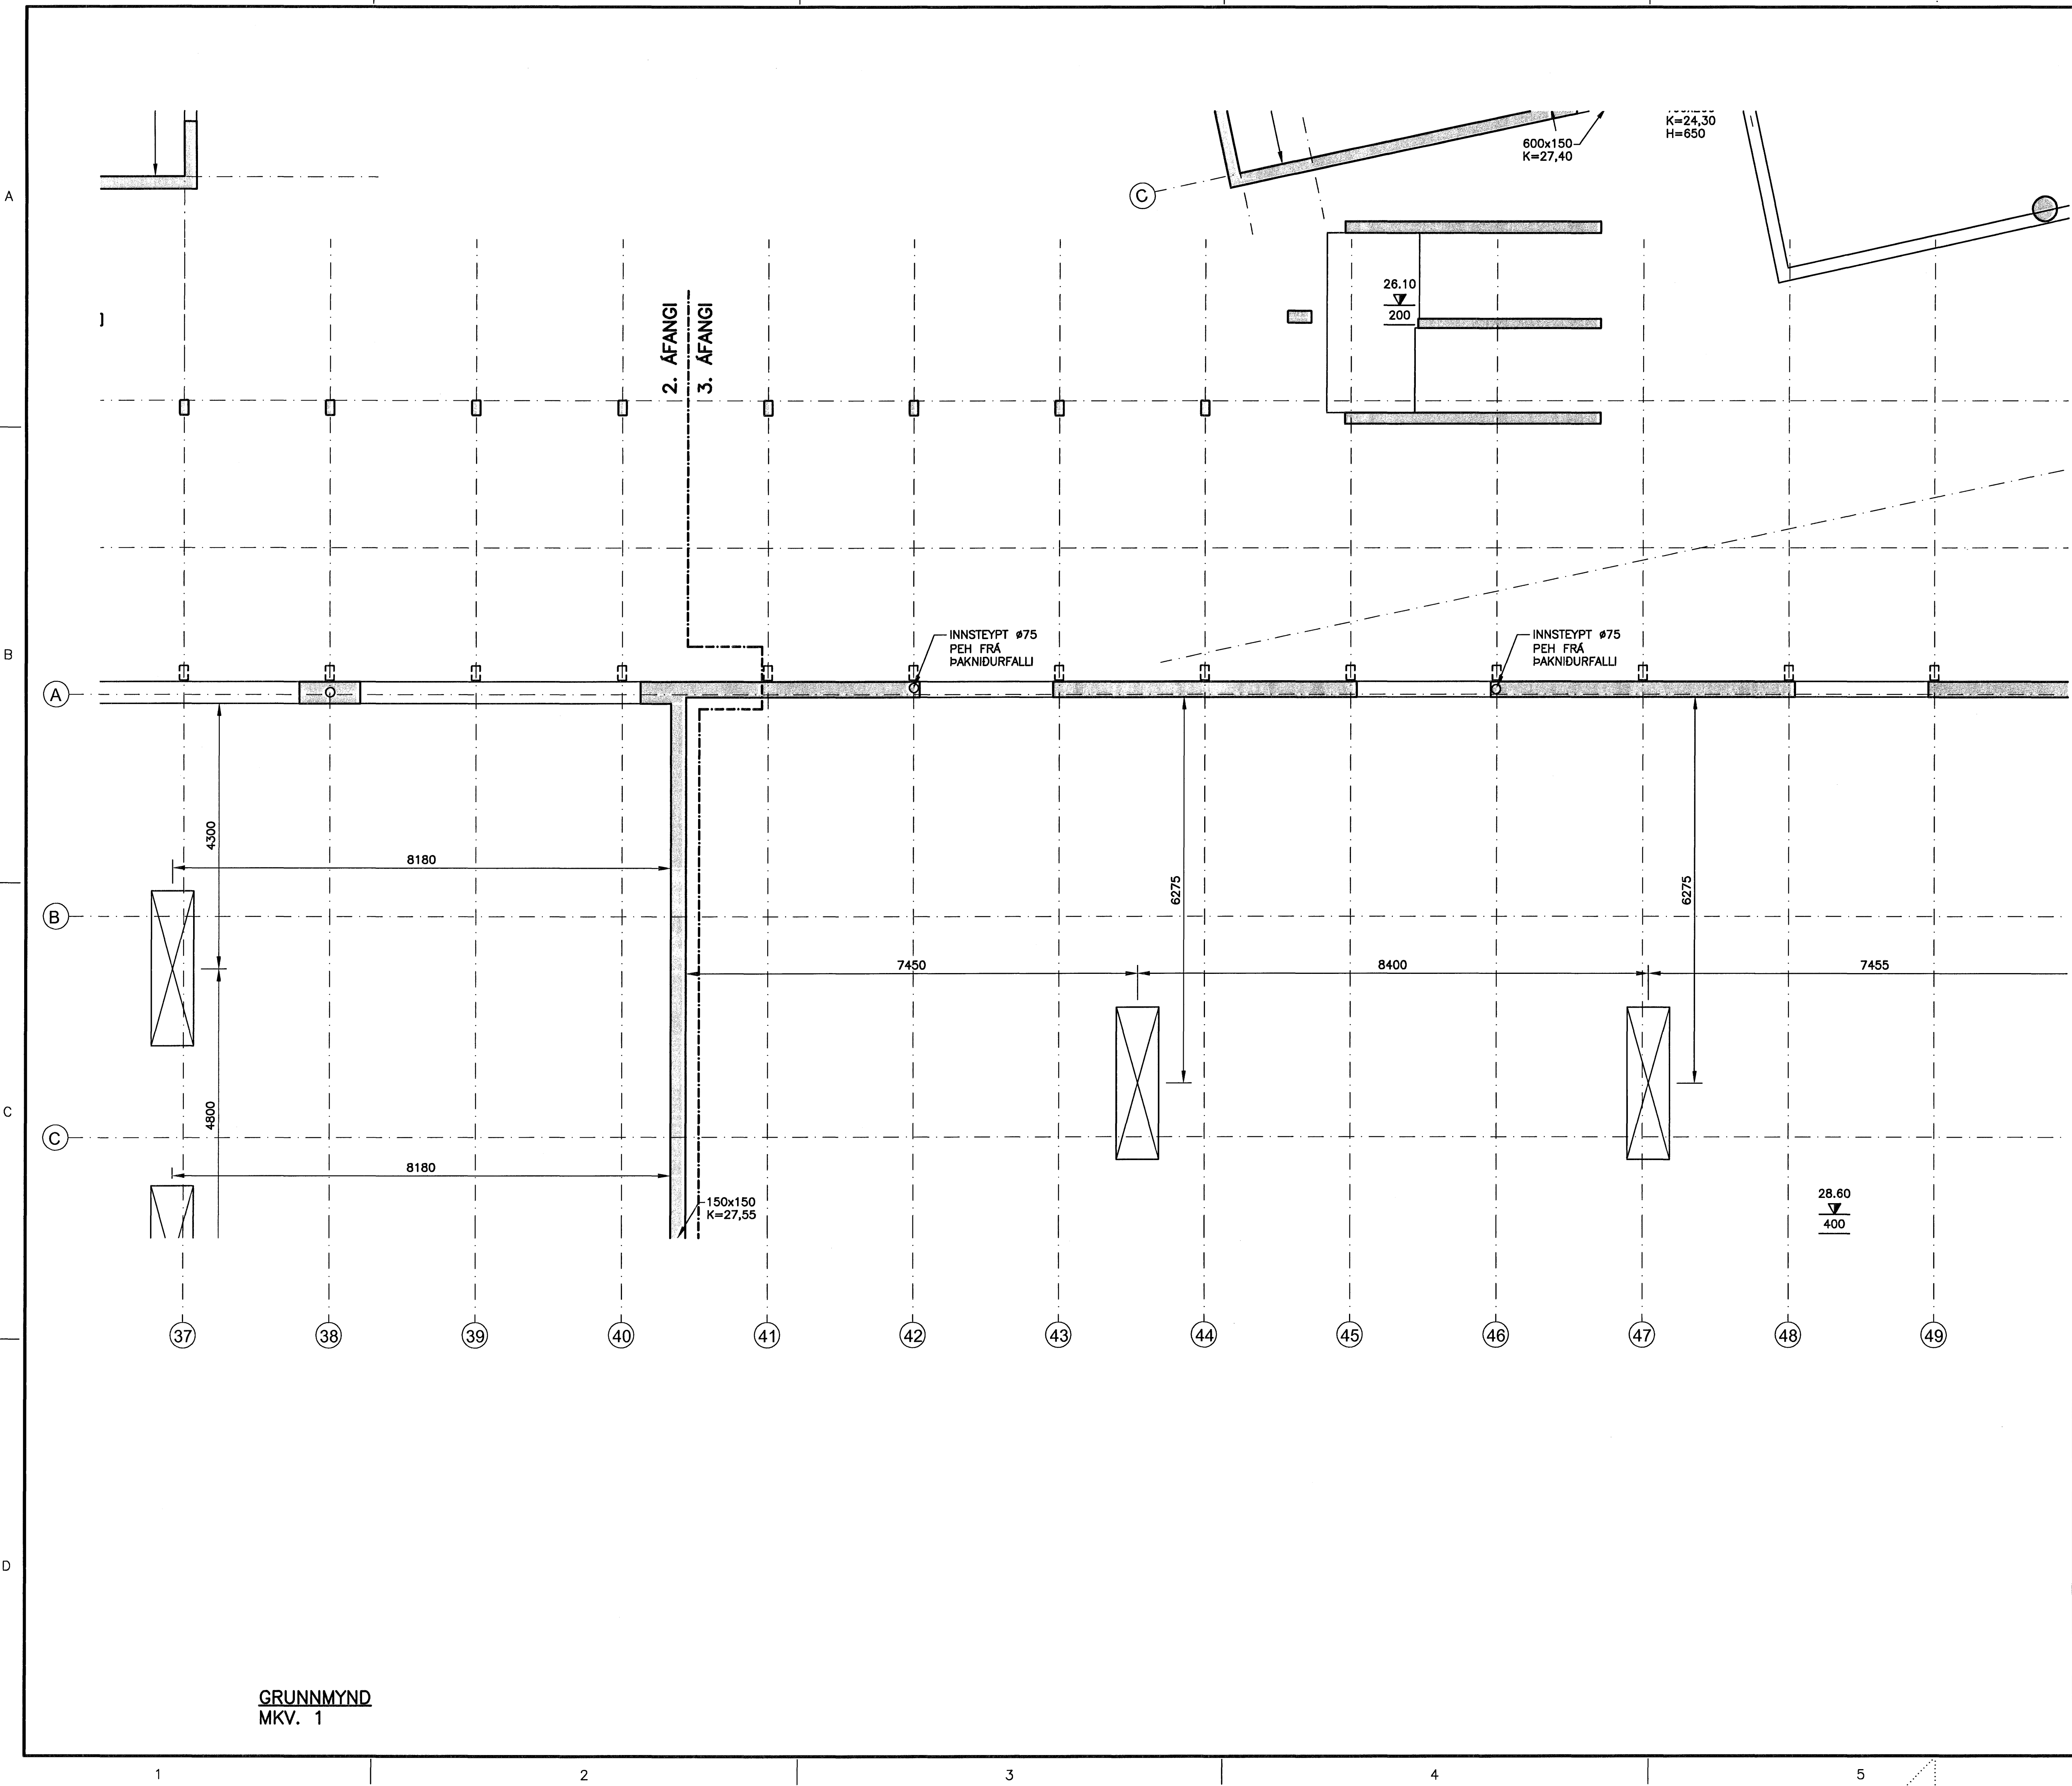 K=24,30
H=650
600x150
K=27,40
A
C
26.10
200
2. ÁFANGI
3. ÁFANGI
INNSTEYPT ø75
PEH FRÁ
ÞAKNIÐURFALLI
INNSTEYPT ø75
PEH FRÁ
ÞAKNIÐURFALLI
B
A
4300
8180
6275
6275
B
7450
8400
7455
4800
C
C
8180
150x150
K=27,55
28.60
400
37
38
39
40
41
42
43
44
45
46
47
48
49
D
GRUNNMYND
MKV. 1
1
2
3
4
5